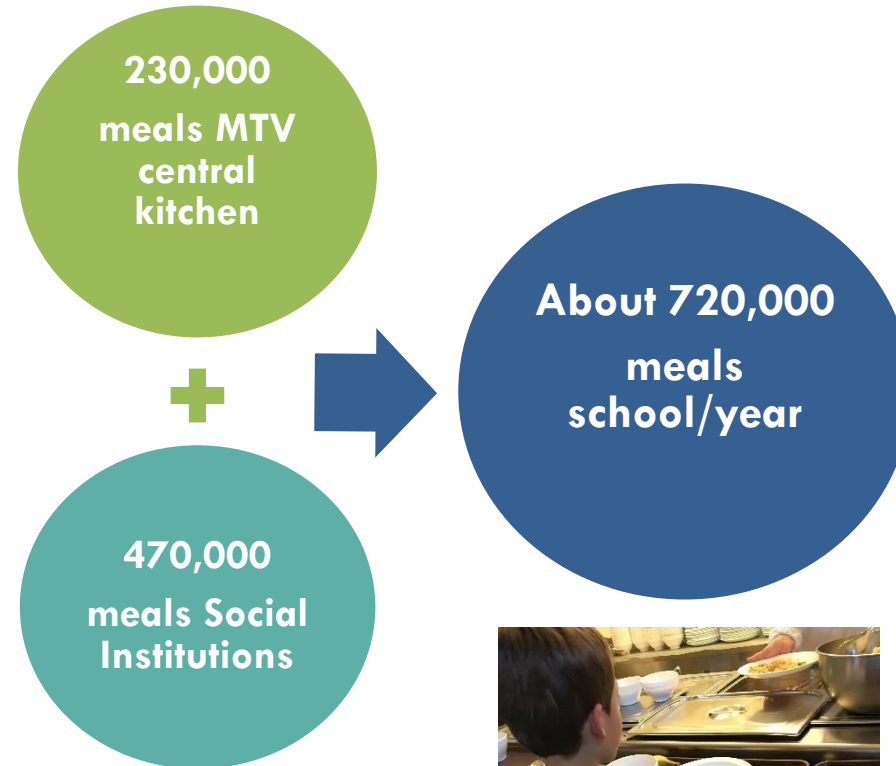 230,000
meals MTV
central
kitchen
470,000
meals Social
Institutions
About 720,000
meals
school/year